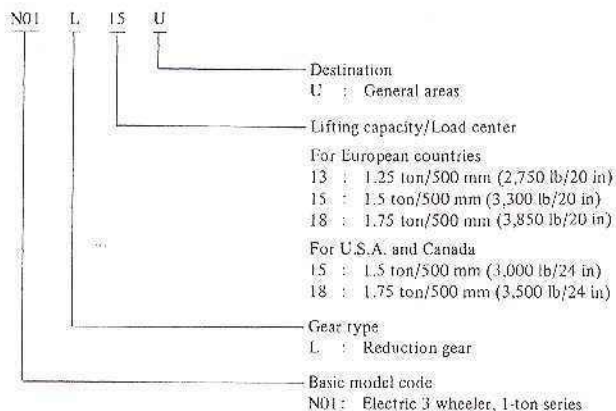 N01 L 15 U
Destination
U : General areas
Lifting capacity/Load center
For European countries
13 : 1.25 ton/500 mm (2,750 lb/20 in)
15 : 1.5 ton/500 mm (3,300 lb/20 in)
18 : 1.75 ton/500 mm (3,850 lb/20 in)
For U.S.A. and Canada
15 : 1.5 ton/500 mm (3,000 lb/24 in)
18 : 1.75 ton/500 mm (3,500 lb/24 in)
Gear type
L : Reduction gear
Basic model code
N01: Electric 3 wheeler, 1-ton series